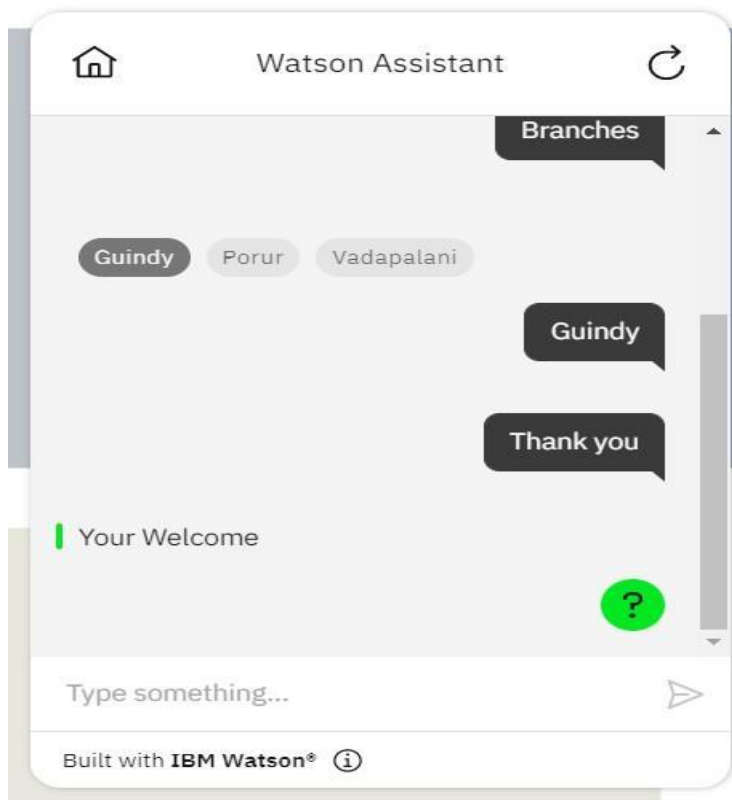 Watson Assistant
Branches
Guindy Porur Vadapalani
Guindy
Thank you
Your Welcome
?
Type something...
Built with IBM Watson®